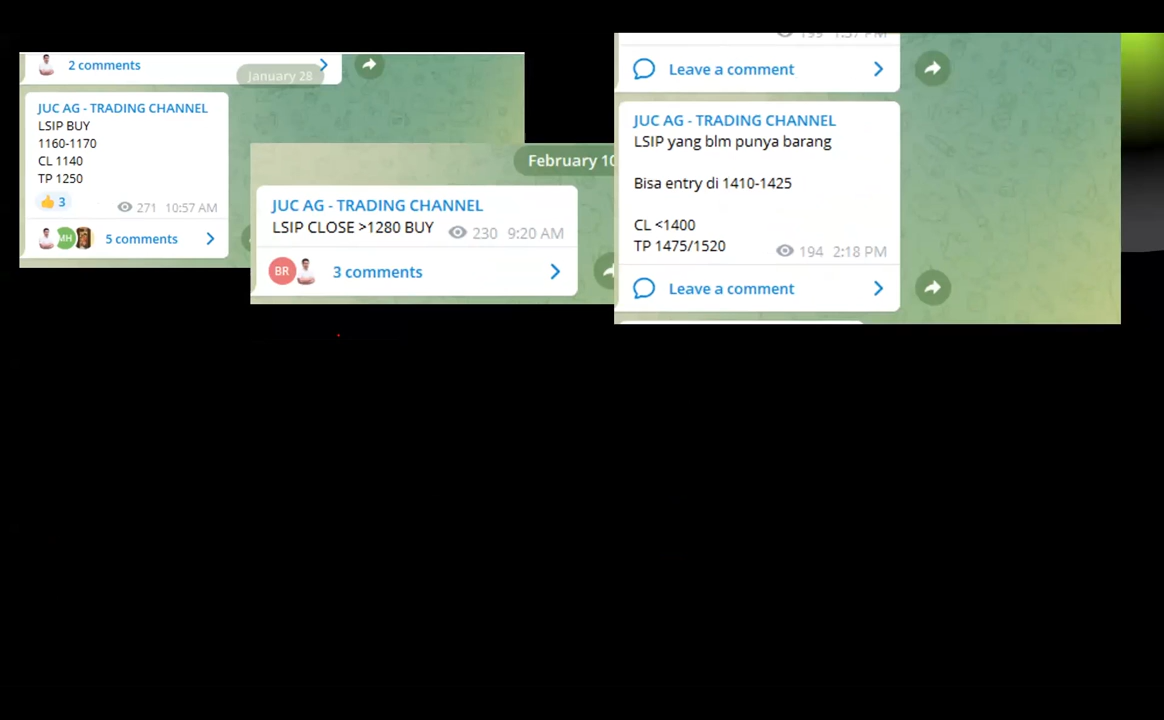 2 comments
January 28
JUC AG - TRADING CHANNEL
LSIP BUY
1160-1170
CL 1140
TP 1250
3
271 10:57 AM
MH
5 comments
February 10
JUC AG - TRADING CHANNEL
LSIP CLOSE >1280 BUY
230 9:20 AM
BR
3 comments
Leave a comment
JUC AG - TRADING CHANNEL
LSIP yang blm punya barang
Bisa entry di 1410-1425
CL <1400
TP 1475/1520
194 2:18 PM
Leave a comment